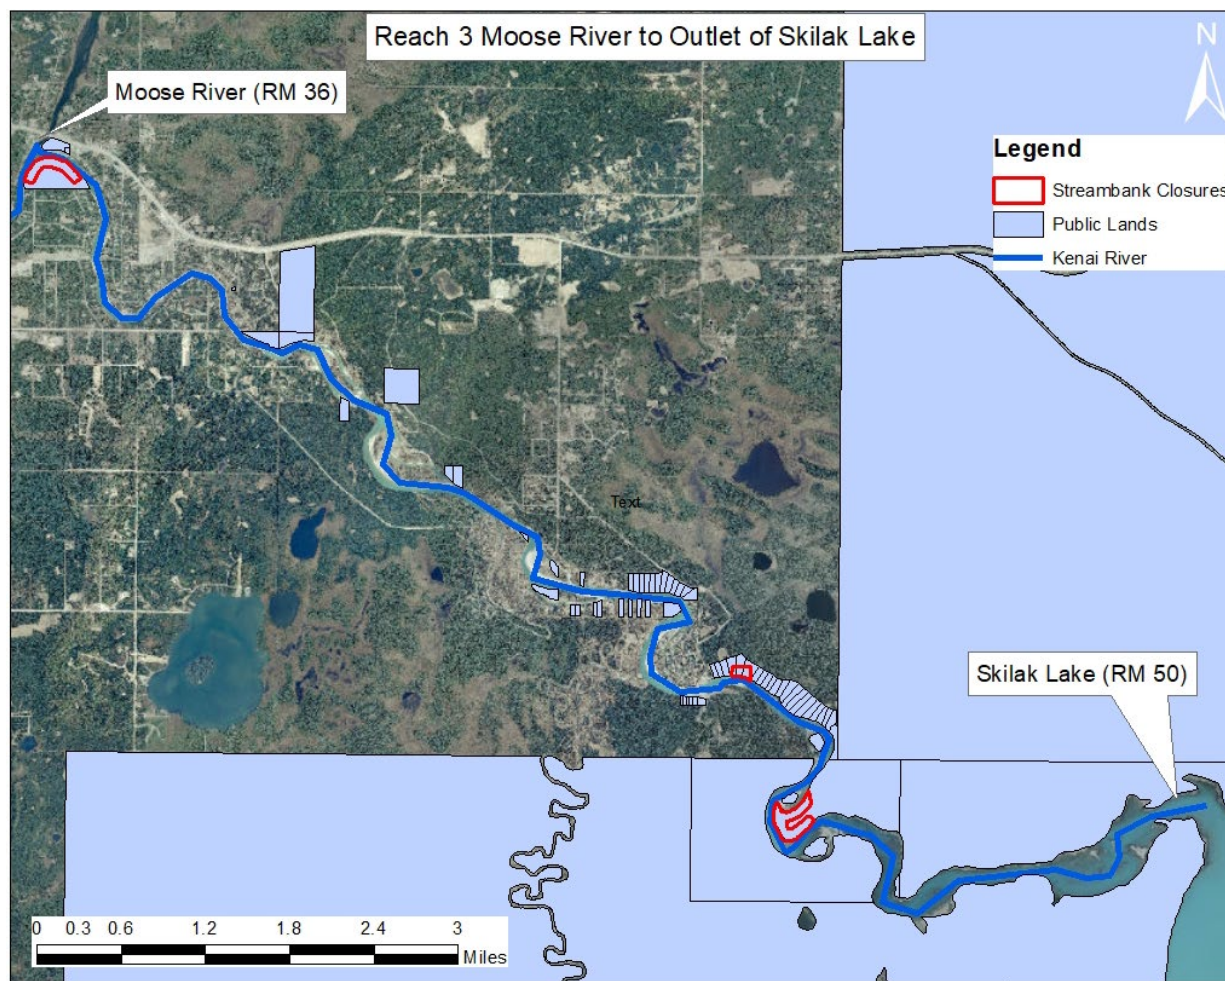 Reach 3 Moose River to Outlet of Skilak Lake
N
Moose River (RM 36)
Legend
Streambank Closures
Public Lands
Kenai River
Text
Skilak Lake (RM 50)
0 0.3 0.6 1.2 1.8 2.4 3
Miles